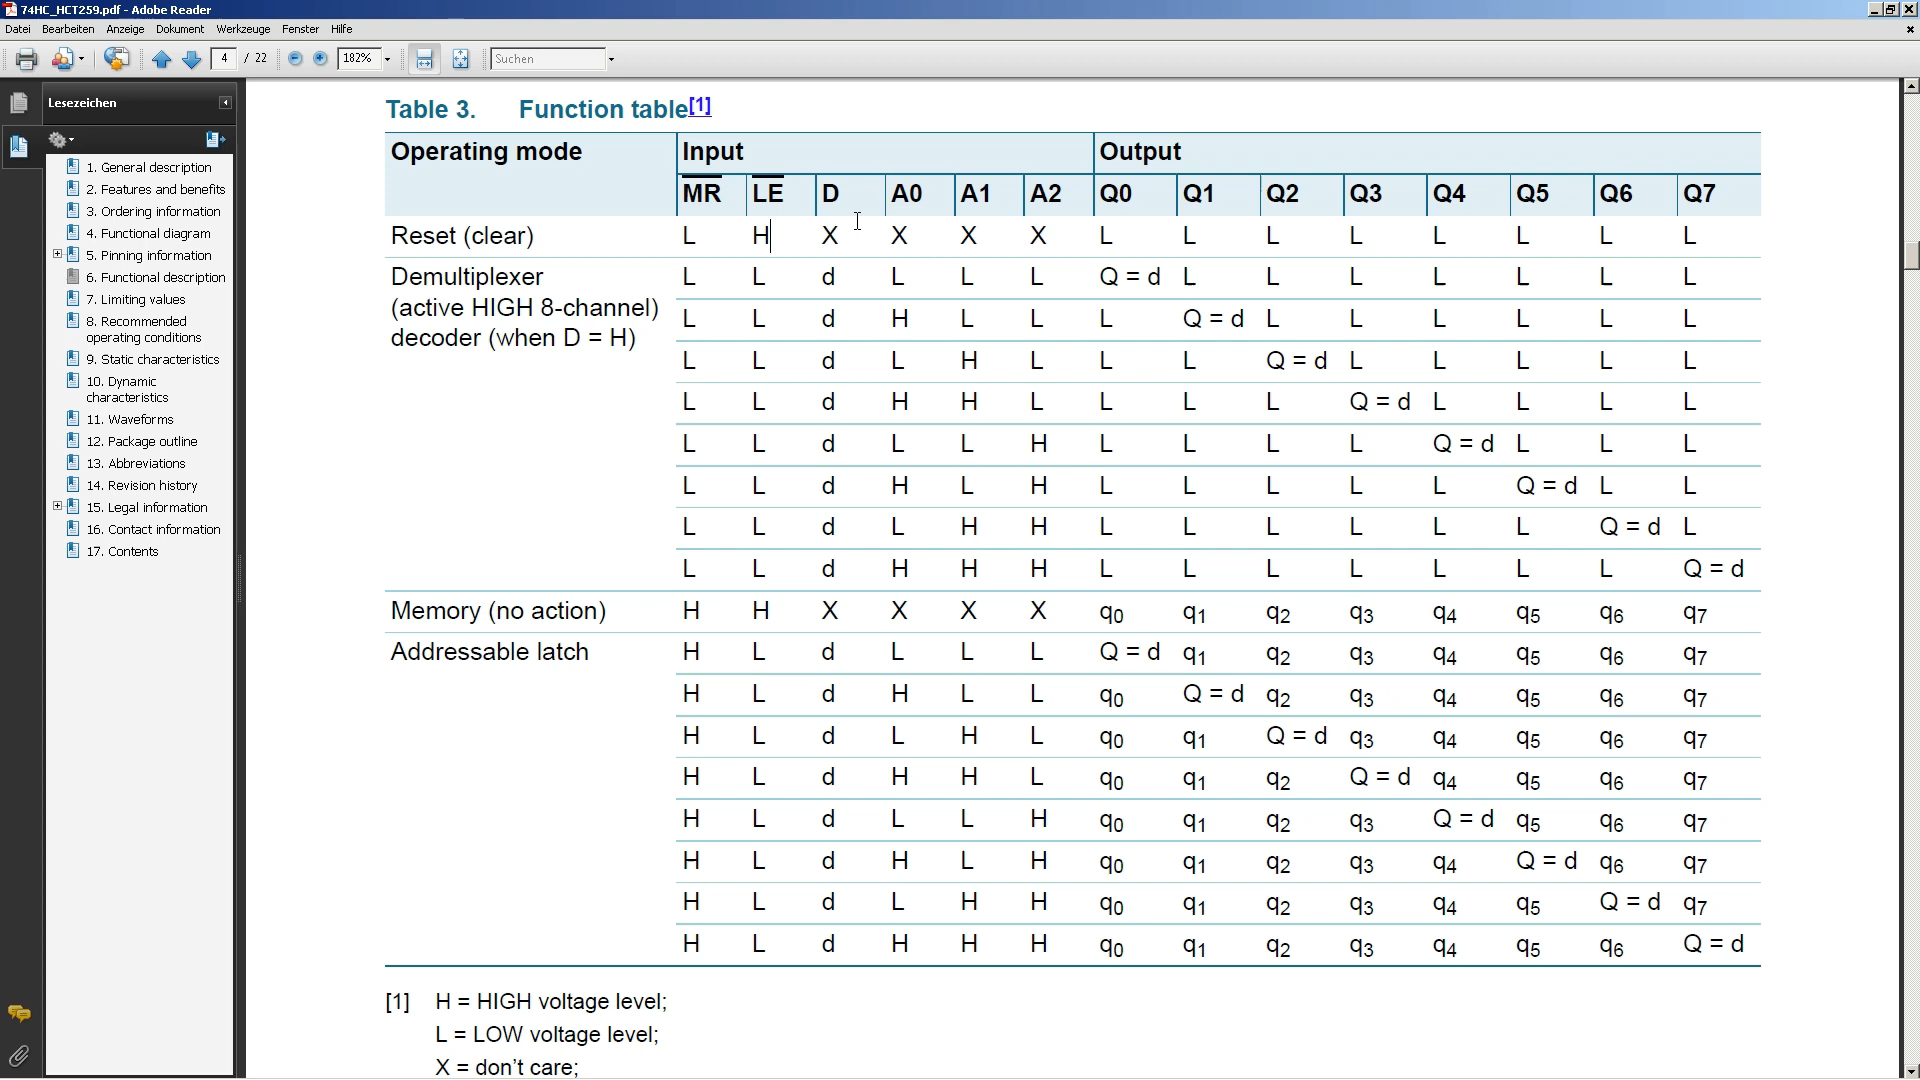 74HC_HCT259.pdf - Adobe Reader
Datei Bearbeiten Anzeige Dokument Werkzeuge Fenster Hilfe
4 / 22 182% Suchen
Lesezeichen
1. General description
2. Features and benefits
3. Ordering information
4. Functional diagram
5. Pinning information
6. Functional description
7. Limiting values
8. Recommended
operating conditions
9. Static characteristics
10. Dynamic
characteristics
11. Waveforms
12. Package outline
13. Abbreviations
14. Revision history
15. Legal information
16. Contact information
17. Contents
Table 3. Function table[1]
Operating mode Input Output
MR LE D A0 A1 A2 Q0 Q1 Q2 Q3 Q4 Q5 Q6 Q7
Reset (clear) L H X X X X L L L L L L L L
Demultiplexer L L d L L L Q = d L L L L L L L
(active HIGH 8-channel) L L d H L L L Q = d L L L L L L
decoder (when D = H) L L d L H L L L Q = d L L L L L
L L d H H L L L L Q = d L L L L
L L d L L H L L L L Q = d L L L
L L d H L H L L L L L Q = d L L
L L d L H H L L L L L L Q = d L
L L d H H H L L L L L L L Q = d
Memory (no action) H H X X X X q0 q1 q2 q3 q4 q5 q6 q7
Addressable latch H L d L L L Q = d q1 q2 q3 q4 q5 q6 q7
H L d H L L q0 Q = d q2 q3 q4 q5 q6 q7
H L d L H L q0 q1 Q = d q3 q4 q5 q6 q7
H L d H H L q0 q1 q2 Q = d q4 q5 q6 q7
H L d L L H q0 q1 q2 q3 Q = d q5 q6 q7
H L d H L H q0 q1 q2 q3 q4 Q = d q6 q7
H L d L H H q0 q1 q2 q3 q4 q5 Q = d q7
H L d H H H q0 q1 q2 q3 q4 q5 q6 Q = d
[1] H = HIGH voltage level;
L = LOW voltage level;
X = don't care;